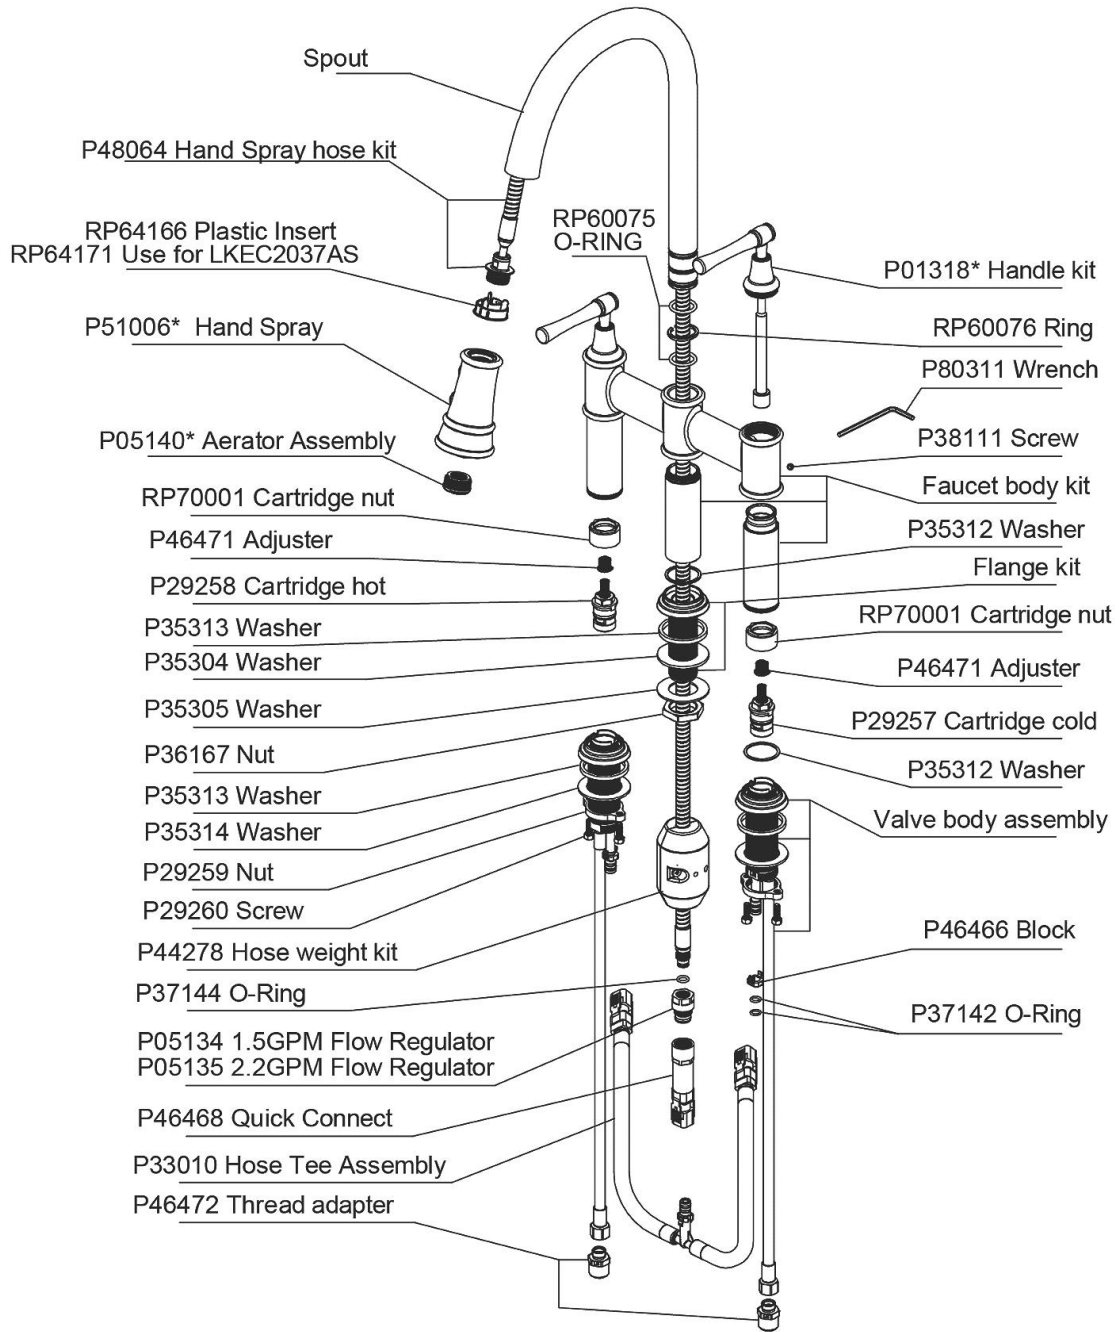 Spout
P48064 Hand Spray hose kit
RP64166 Plastic Insert
RP64171 Use for LKEC2037AS
P51006* Hand Spray
P05140* Aerator Assembly
RP70001 Cartridge nut
P46471 Adjuster
P29258 Cartridge hot
P35313 Washer
P35304 Washer
P35305 Washer
P36167 Nut
P35313 Washer
P35314 Washer
P29259 Nut
P29260 Screw
P44278 Hose weight kit
P37144 O-Ring
P05134 1.5GPM Flow Regulator
P05135 2.2GPM Flow Regulator
P46468 Quick Connect
P33010 Hose Tee Assembly
P46472 Thread adapter
RP60075
O-RING
P01318* Handle kit
RP60076 Ring
P80311 Wrench
P38111 Screw
Faucet body kit
P35312 Washer
Flange kit
RP70001 Cartridge nut
P46471 Adjuster
P29257 Cartridge cold
P35312 Washer
Valve body assembly
P46466 Block
P37142 O-Ring